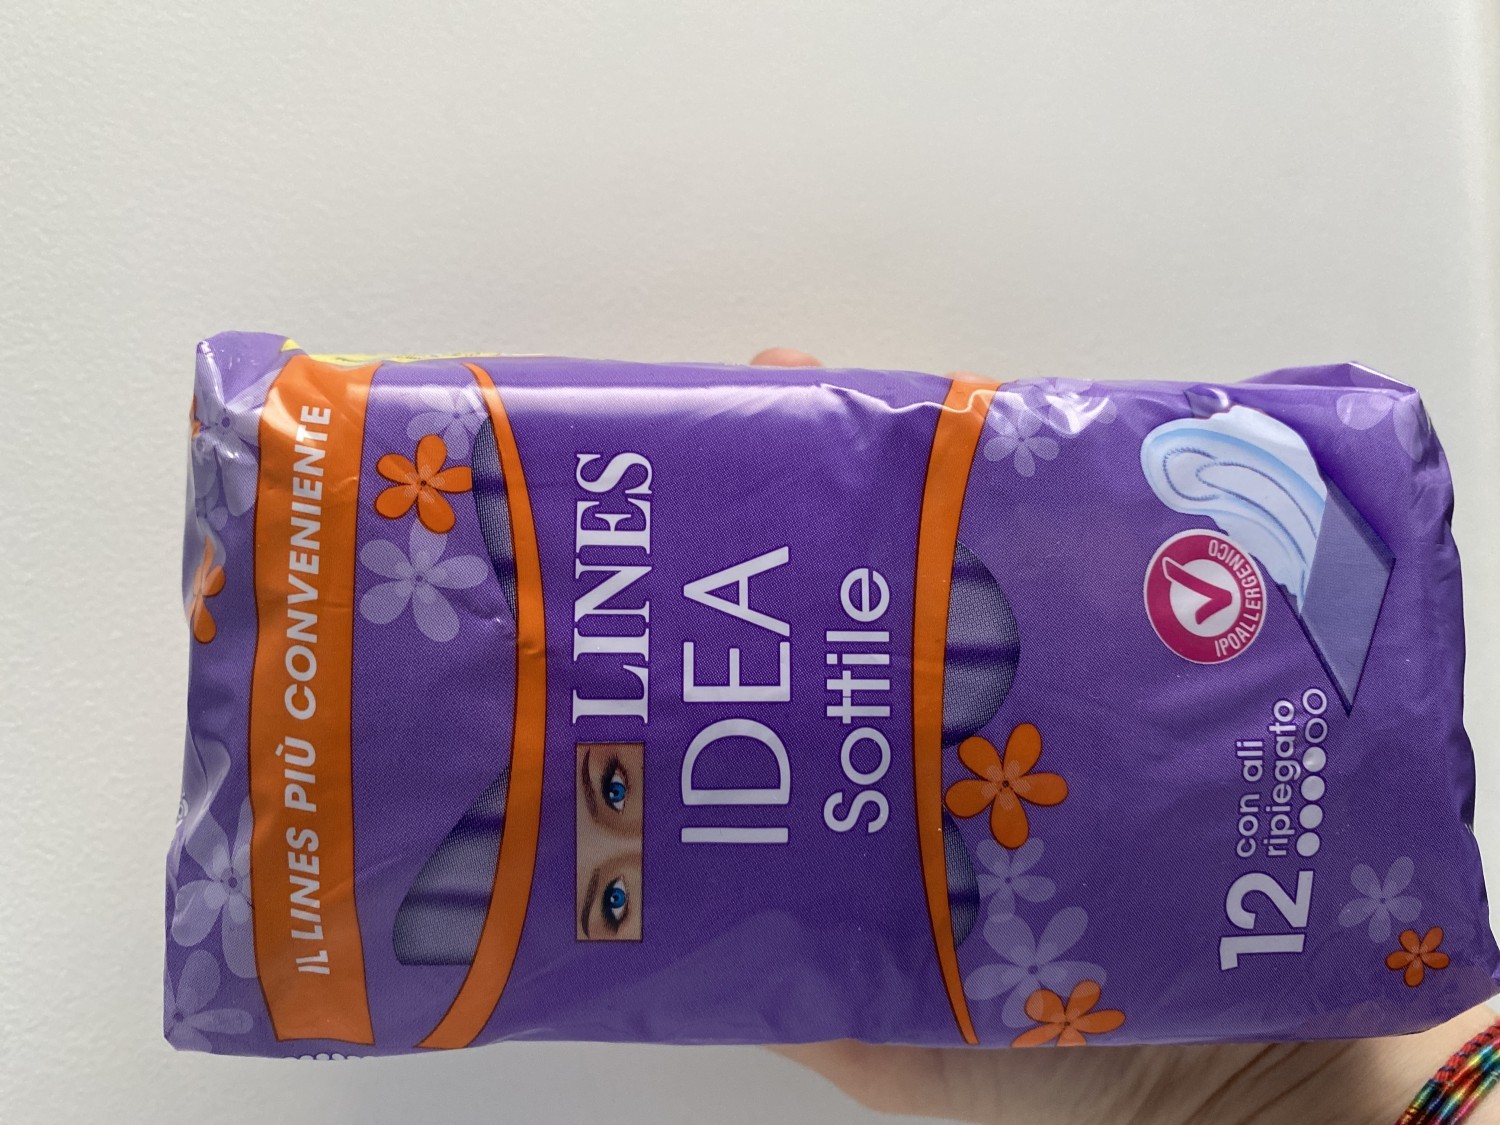 IL LINES PIÙ CONVENIENTE
LINES
IDEA
Sottile
IPOALLERGENICO
12 con ali
ripiegato